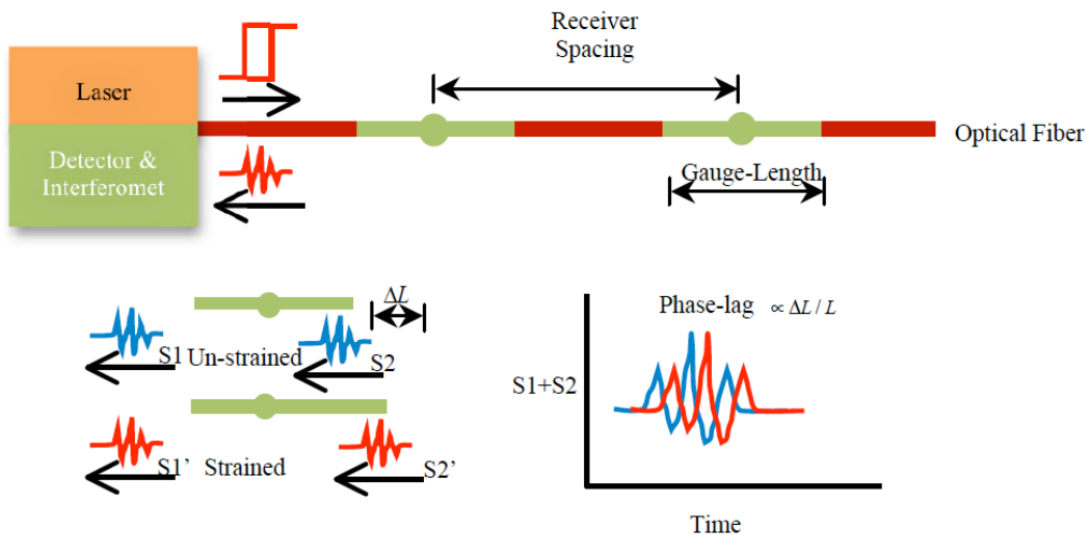 Receiver
Spacing
Laser
Detector &
Interferomet
Optical Fiber
Gauge-Length
ΔL
Phase-lag ∝ ΔL / L
S1 Un-strained S2
S1+S2
S1’ Strained S2’
Time